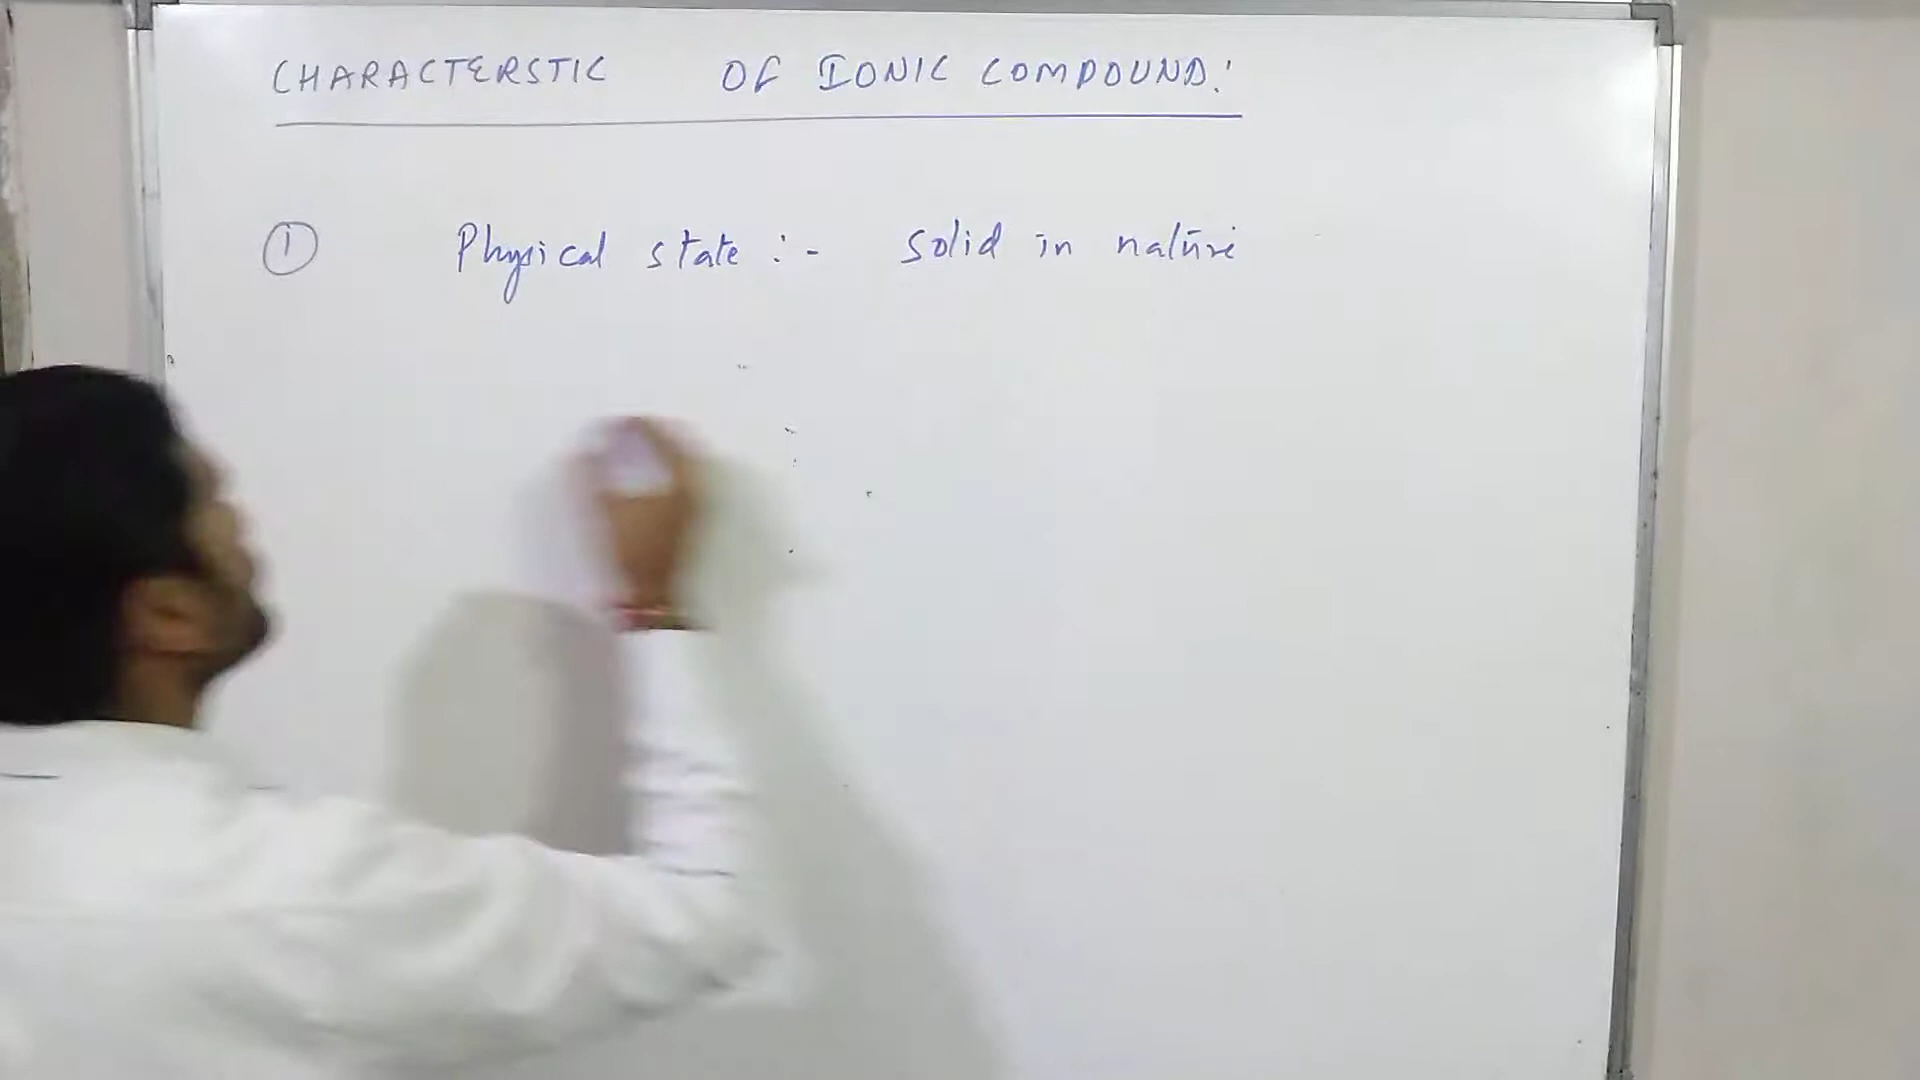 CHARACTERSTIC OF IONIC COMPOUND:
① Physical state :- Solid in nature